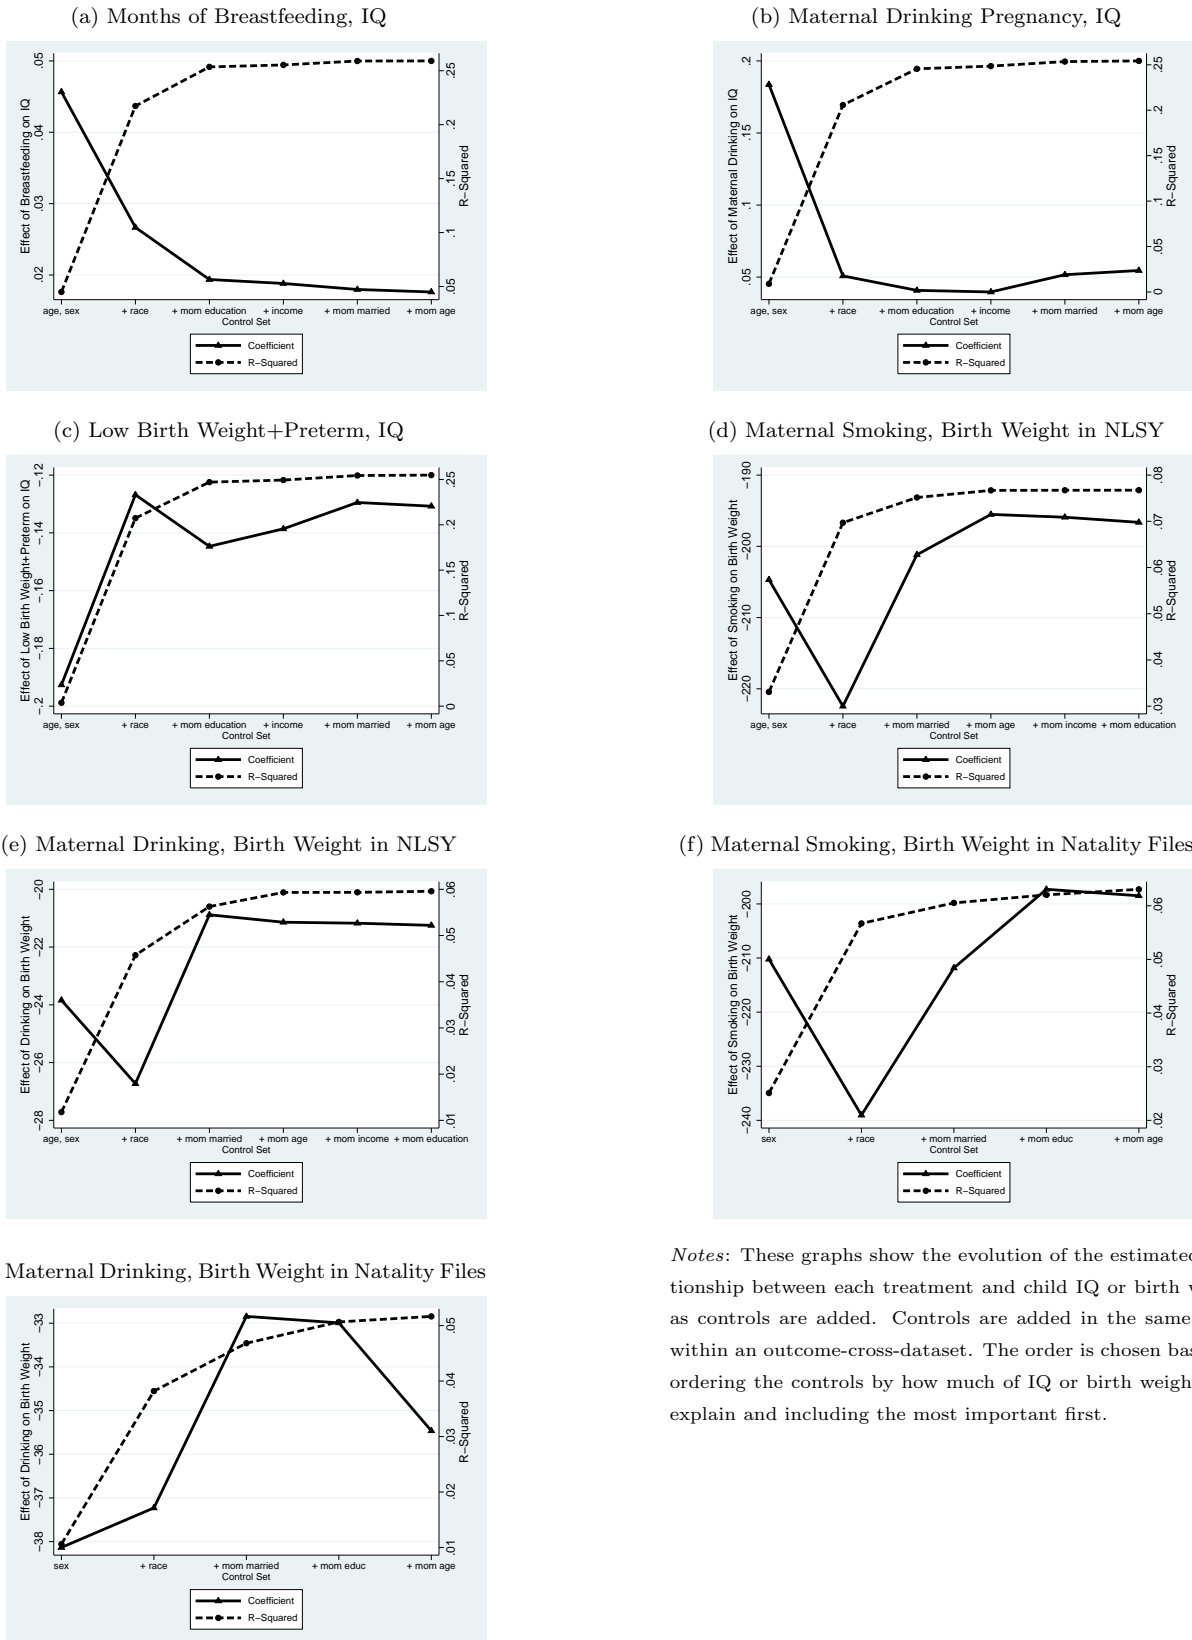 (a) Months of Breastfeeding, IQ
Effect of Breastfeeding on IQ
.02 .03 .04 .05
R−Squared
.05 .1 .15 .2 .25
age, sex + race + mom education + income + mom married + mom age
Control Set
Coefficient
R−Squared
(b) Maternal Drinking Pregnancy, IQ
Effect of Maternal Drinking on IQ
.05 .1 .15 .2
R−Squared
0 .05 .1 .15 .2 .25
age, sex + race + mom education + income + mom married + mom age
Control Set
Coefficient
R−Squared
(c) Low Birth Weight+Preterm, IQ
Effect of Low Birth Weight+Preterm on IQ
−.2 −.18 −.16 −.14 −.12
R−Squared
0 .05 .1 .15 .2 .25
age, sex + race + mom education + income + mom married + mom age
Control Set
Coefficient
R−Squared
(d) Maternal Smoking, Birth Weight in NLSY
Effect of Smoking on Birth Weight
−220 −210 −200 −190
R−Squared
.03 .04 .05 .06 .07 .08
age, sex + race + mom married + mom age + mom income + mom education
Control Set
Coefficient
R−Squared
(e) Maternal Drinking, Birth Weight in NLSY
Effect of Drinking on Birth Weight
−28 −26 −24 −22 −20
R−Squared
.01 .02 .03 .04 .05 .06
age, sex + race + mom married + mom age + mom income + mom education
Control Set
Coefficient
R−Squared
(f) Maternal Smoking, Birth Weight in Natality Files
Effect of Smoking on Birth Weight
−240 −230 −220 −210 −200
R−Squared
.02 .03 .04 .05 .06
sex + race + mom married + mom educ + mom age
Control Set
Coefficient
R−Squared
Maternal Drinking, Birth Weight in Natality Files
Effect of Drinking on Birth Weight
−38 −37 −36 −35 −34 −33
R−Squared
.01 .02 .03 .04 .05
sex + race + mom married + mom educ + mom age
Control Set
Coefficient
R−Squared
Notes: These graphs show the evolution of the estimated
tionship between each treatment and child IQ or birth
as controls are added. Controls are added in the same
within an outcome-cross-dataset. The order is chosen
ordering the controls by how much of IQ or birth
explain and including the most important first.